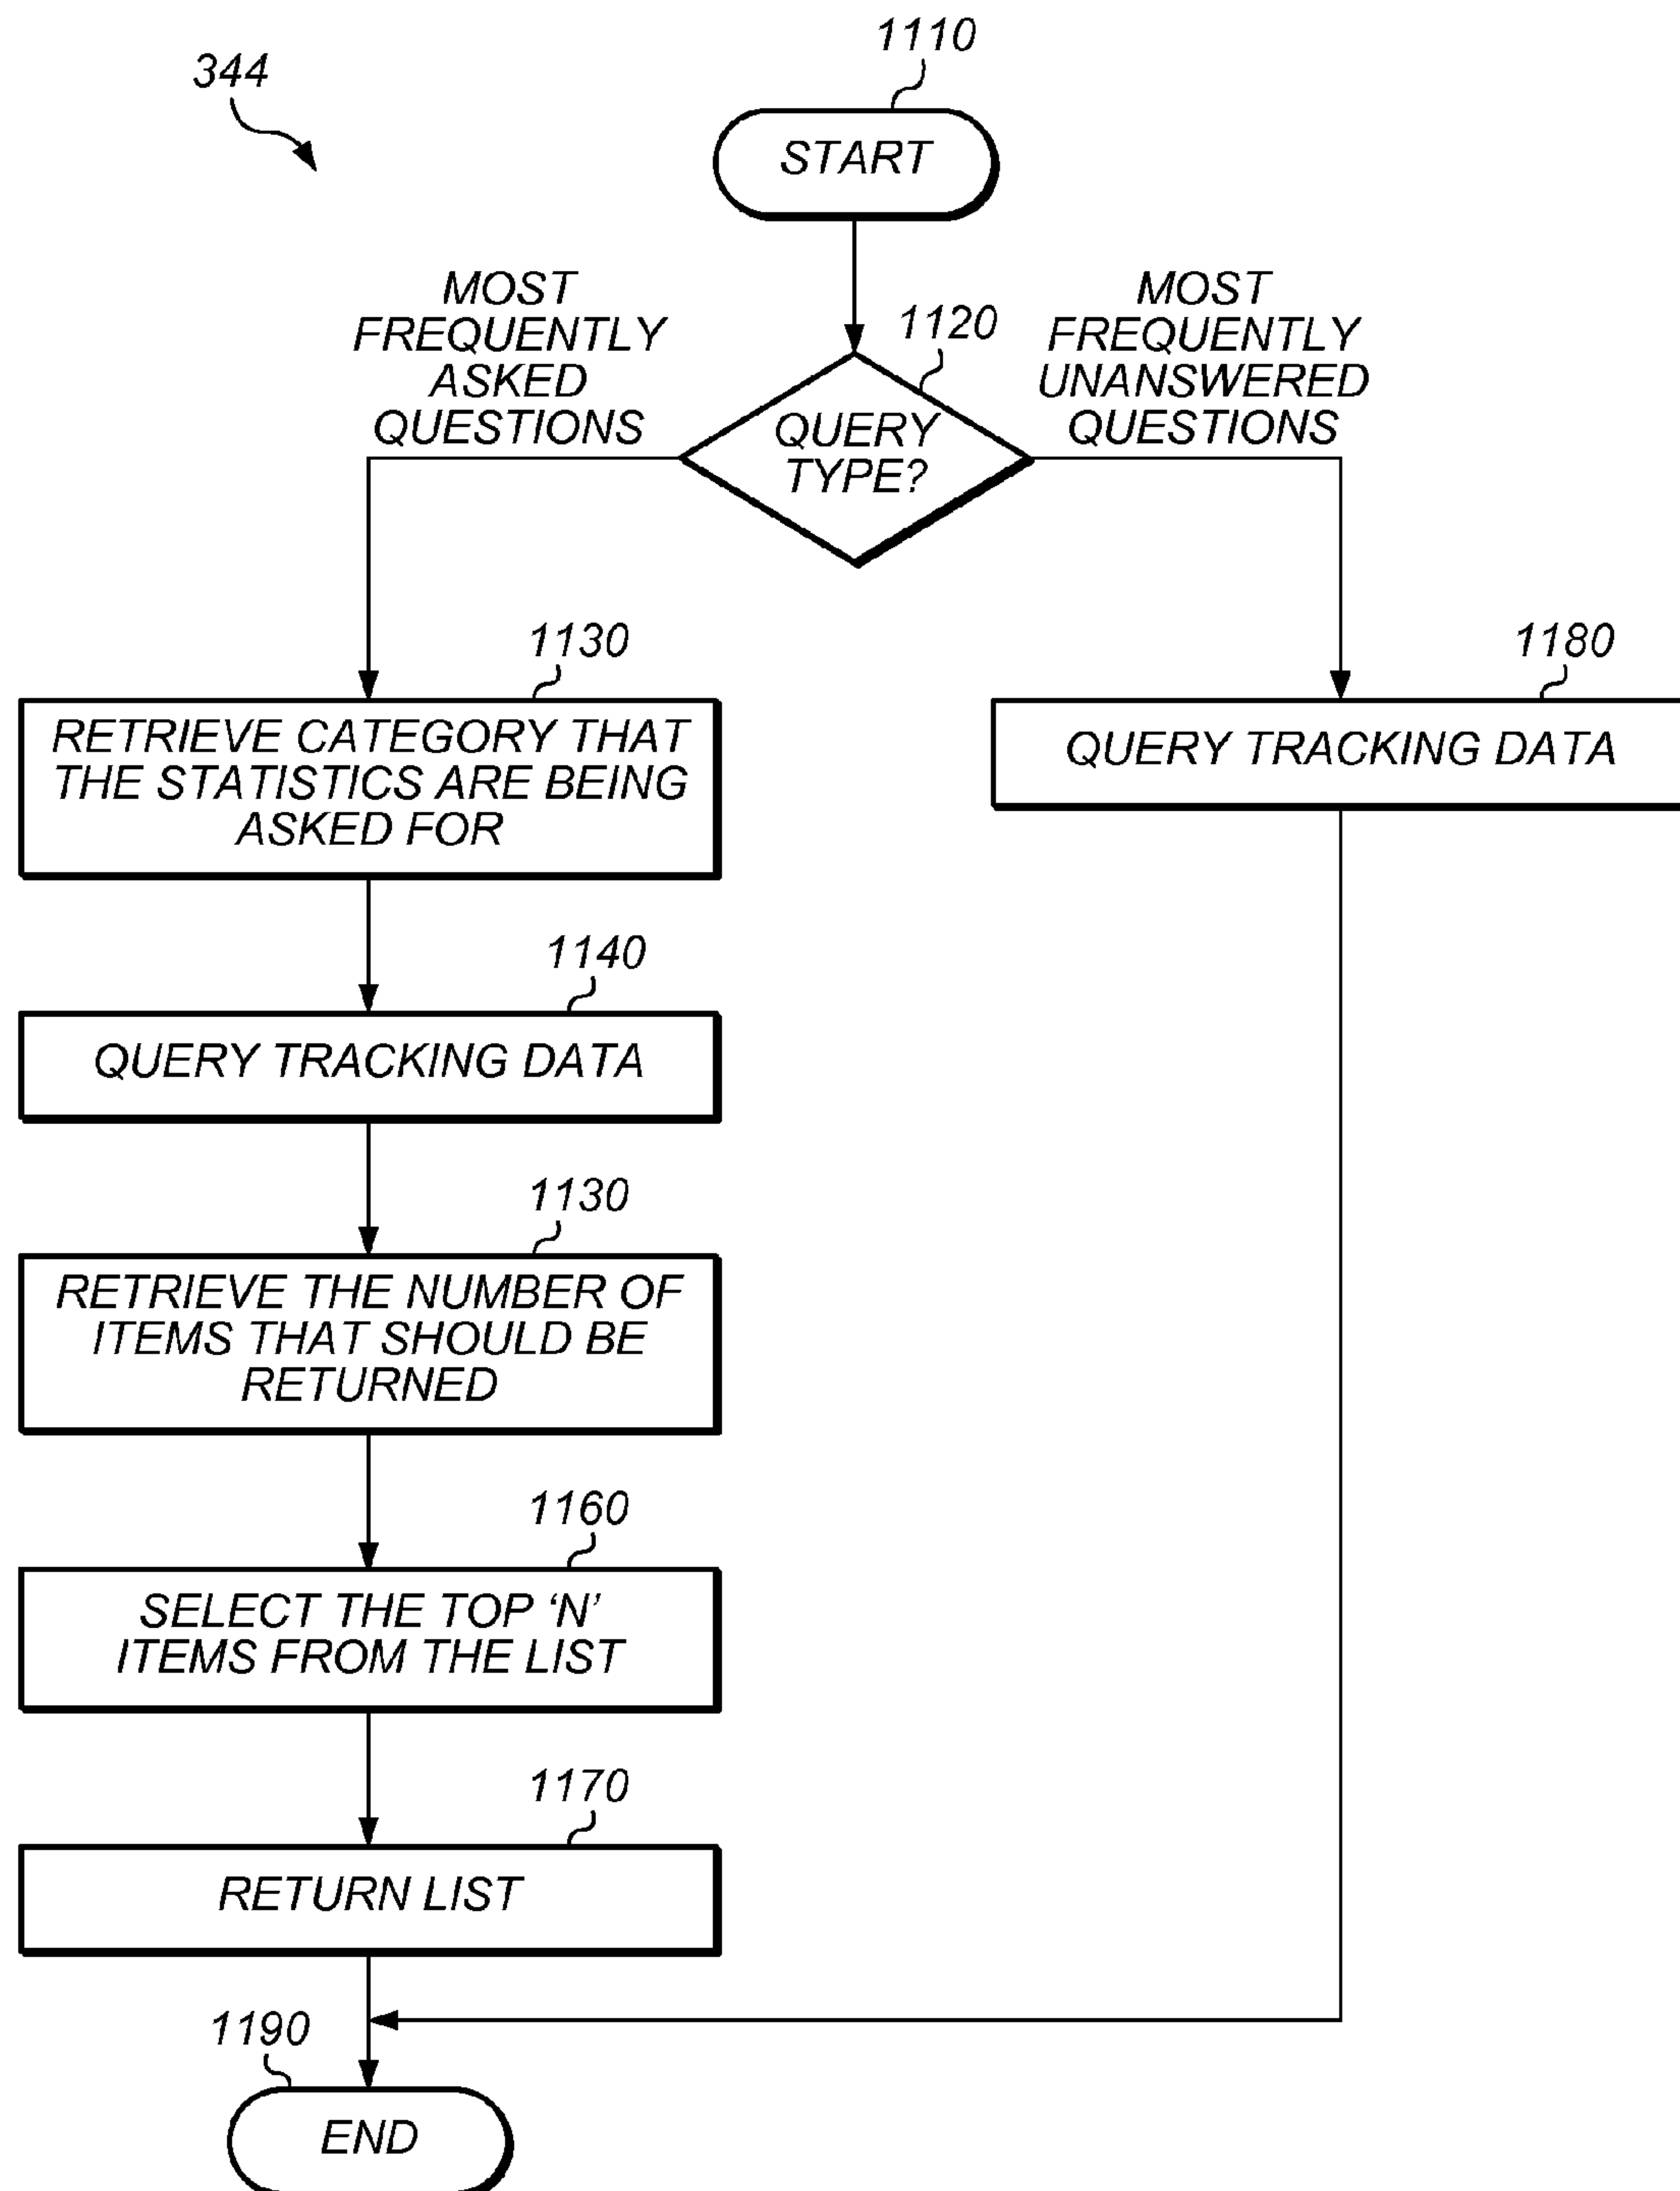 1110
344
START
MOST
FREQUENTLY
ASKED
QUESTIONS
1120
MOST
FREQUENTLY
UNANSWERED
QUESTIONS
QUERY
TYPE?
1130
RETRIEVE CATEGORY THAT
THE STATISTICS ARE BEING
ASKED FOR
1180
QUERY TRACKING DATA
1140
QUERY TRACKING DATA
1130
RETRIEVE THE NUMBER OF
ITEMS THAT SHOULD BE
RETURNED
1160
SELECT THE TOP ‘N’
ITEMS FROM THE LIST
1170
RETURN LIST
1190
END